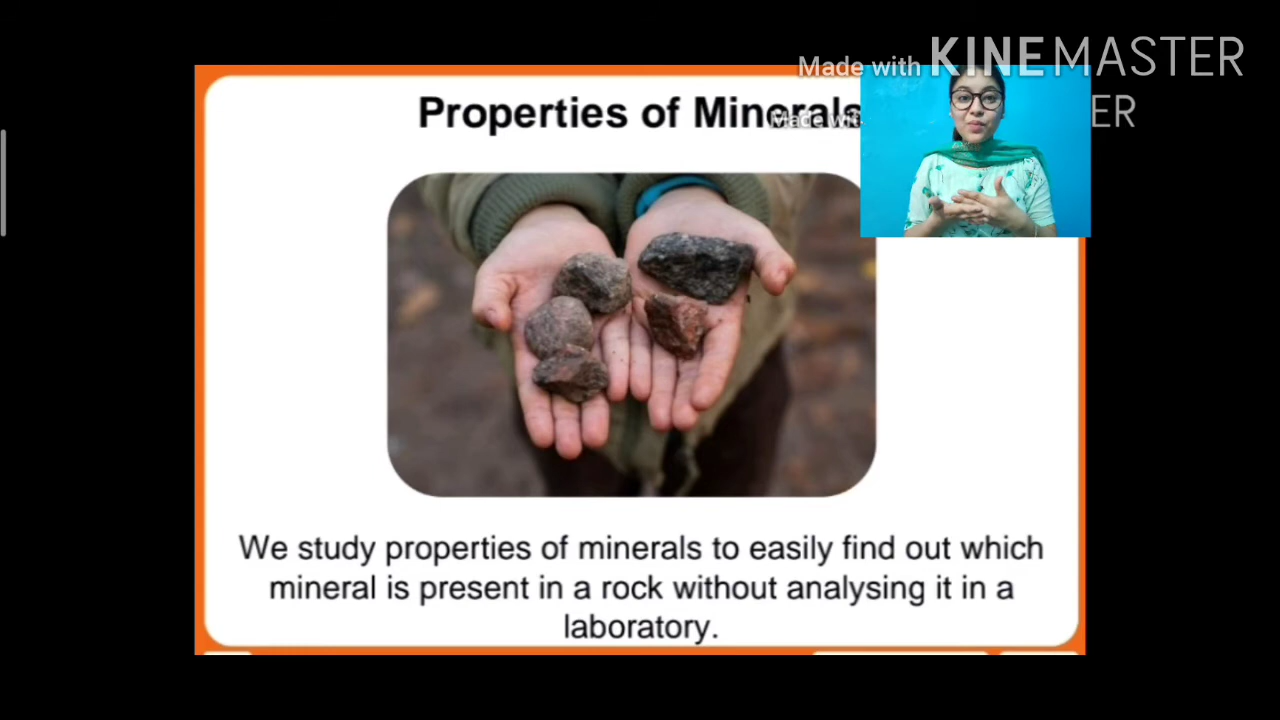 Made with KINEMASTER
Properties of Minerals
Made with
ER
We study properties of minerals to easily find out which
mineral is present in a rock without analysing it in a
laboratory.